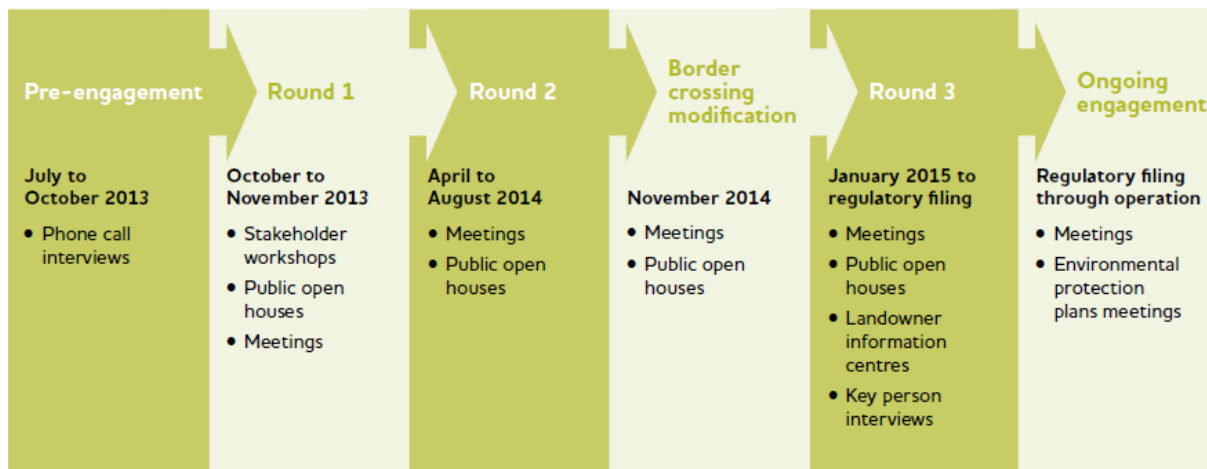 Pre-engagement
July to
October 2013
• Phone call
interviews
Round 1
October to
November 2013
• Stakeholder
workshops
• Public open
houses
• Meetings
Round 2
April to
August 2014
• Meetings
• Public open
houses
Border
crossing
modification
November 2014
• Meetings
• Public open
houses
Round 3
January 2015 to
regulatory filing
• Meetings
• Public open
houses
• Landowner
information
centres
• Key person
interviews
Ongoing
engagement
Regulatory filing
through operation
• Meetings
• Environmental
protection
plans meetings